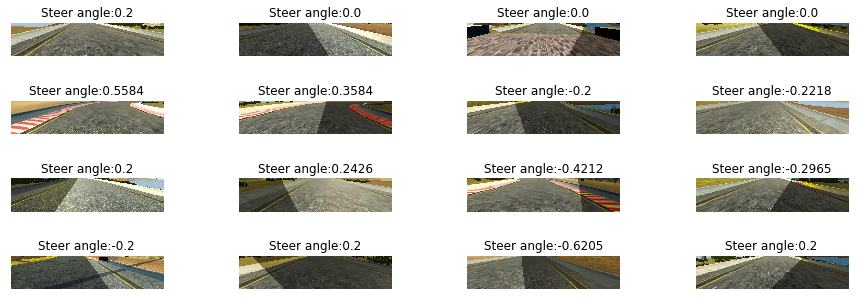 Steer angle:0.2
Steer angle:0.0
Steer angle:0.0
Steer angle:0.0
Steer angle:0.5584
Steer angle:0.3584
Steer angle:-0.2
Steer angle:-0.2218
Steer angle:0.2
Steer angle:0.2426
Steer angle:-0.4212
Steer angle:-0.2965
Steer angle:-0.2
Steer angle:0.2
Steer angle:-0.6205
Steer angle:0.2